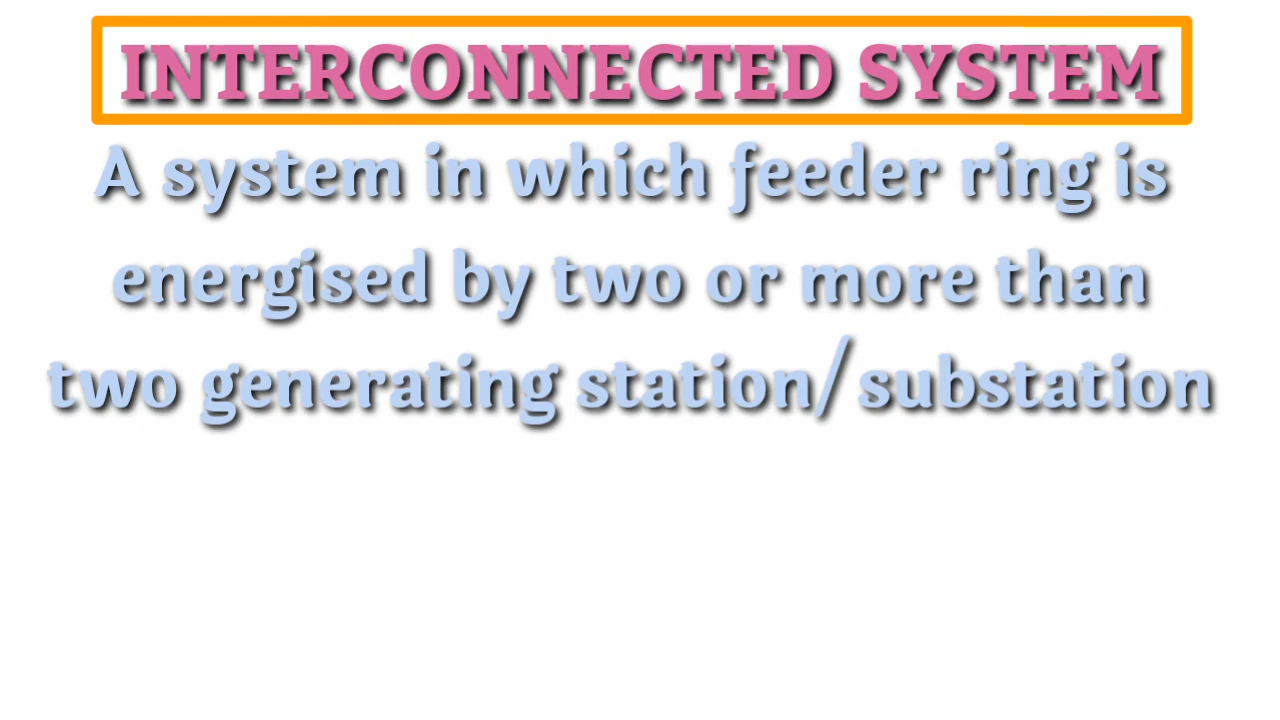 INTERCONNECTED SYSTEM
A system in which feeder ring is
energised by two or more than
two generating station/substation